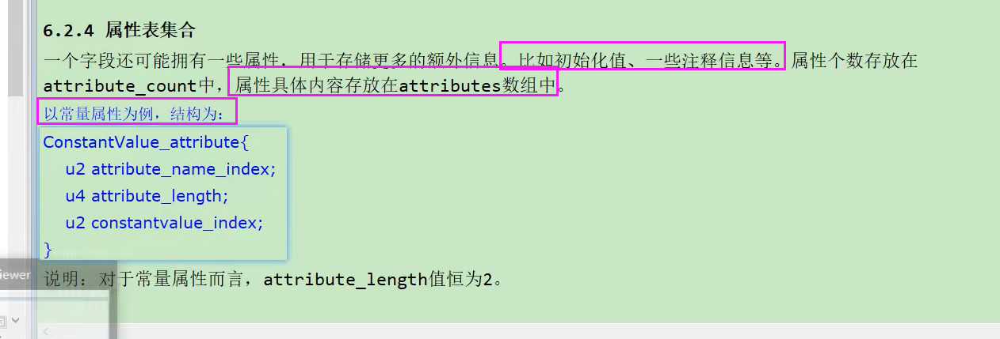 6.2.4 属性表集合
一个字段还可能拥有一些属性, 用于存储更多的额外信息。比如初始化值、一些注释信息等。属性个数存放在
attribute_count中，属性具体内容存放在attributes数组中。
以常量属性为例，结构为：
ConstantValue_attribute{
u2 attribute_name_index;
u4 attribute_length;
u2 constantvalue_index;
}
iewer
说明：对于常量属性而言，attribute_length值恒为2。